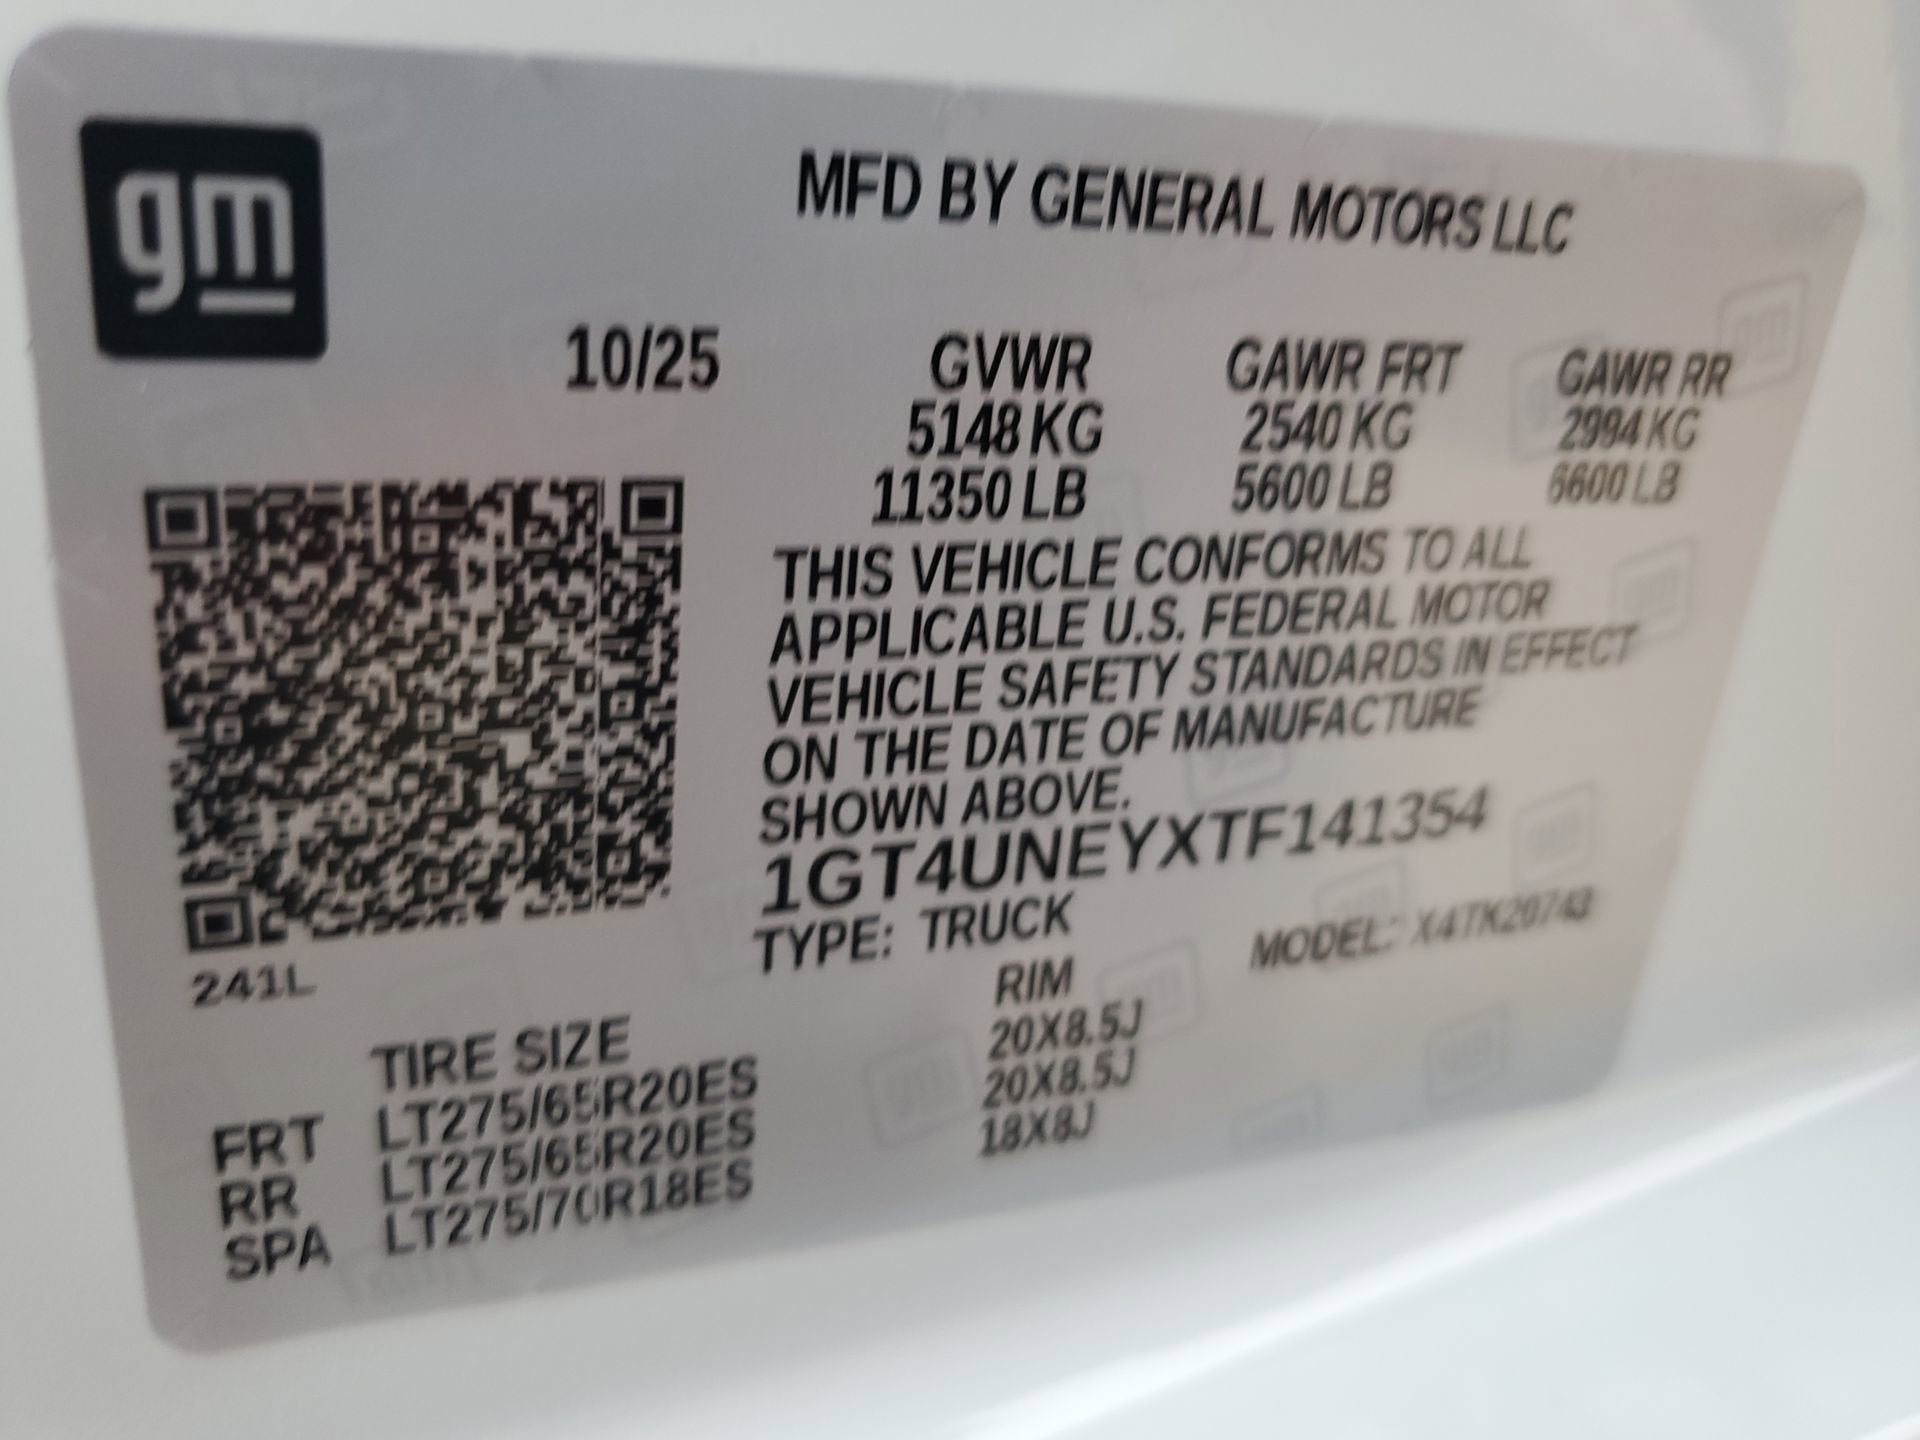 gm
MFD BY GENERAL MOTORS LLC
10/25 GVWR GAWR FRT GAWR RR
5148 KG 2540 KG 2994 KG
11350 LB 5600 LB 6600 LB
THIS VEHICLE CONFORMS TO ALL
APPLICABLE U.S. FEDERAL MOTOR
VEHICLE SAFETY STANDARDS IN EFFECT
ON THE DATE OF MANUFACTURE
SHOWN ABOVE.
1GT4UNEYXTF141354
TYPE: TRUCK MODEL: X4TK20743
241L
TIRE SIZE RIM
FRT LT275/65R20ES 20X8.5J
RR LT275/65R20ES 20X8.5J
SPA LT275/70R18ES 18X8J